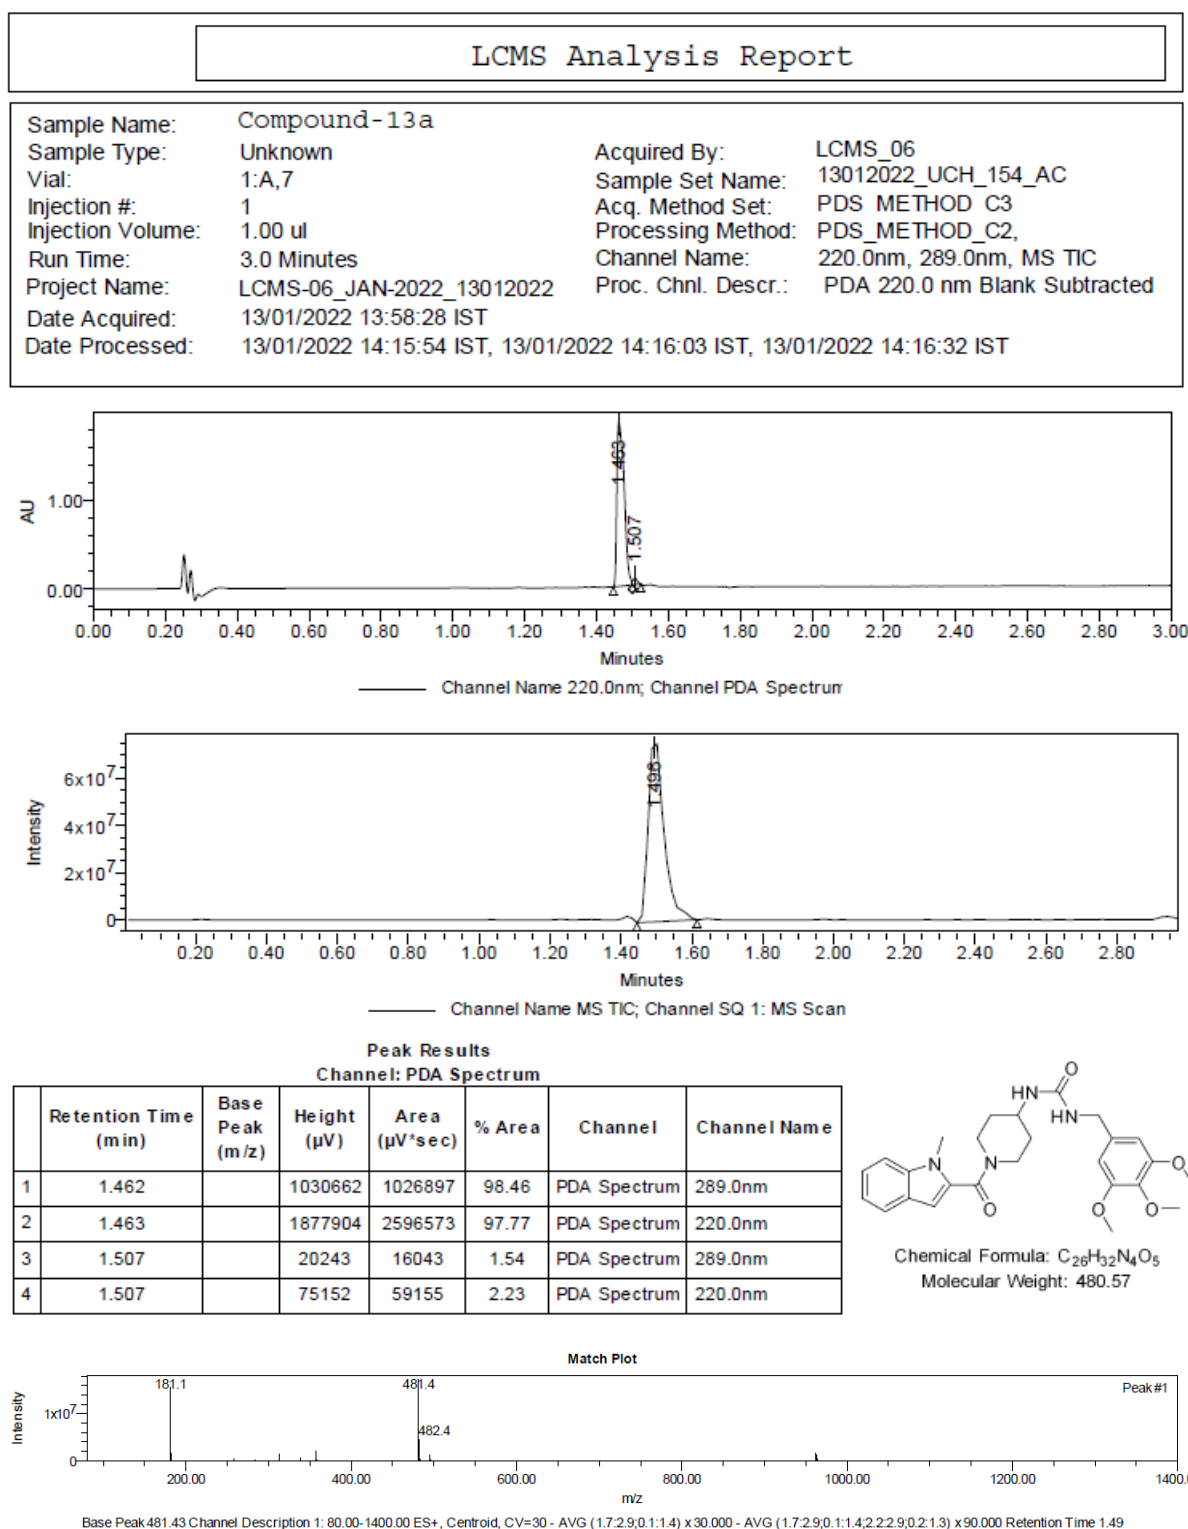 LCMS Analysis Report
Sample Name: Compound-13a
Sample Type: Unknown Acquired By: LCMS_06
Vial: 1:A,7 Sample Set Name: 13012022_UCH_154_AC
Injection #: 1 Acq. Method Set: PDS METHOD C3
Injection Volume: 1.00 ul Processing Method: PDS_METHOD_C2,
Run Time: 3.0 Minutes Channel Name: 220.0nm, 289.0nm, MS TIC
Project Name: LCMS-06_JAN-2022_13012022 Proc. Chnl. Descr.: PDA 220.0 nm Blank Subtracted
Date Acquired: 13/01/2022 13:58:28 IST
Date Processed: 13/01/2022 14:15:54 IST, 13/01/2022 14:16:03 IST, 13/01/2022 14:16:32 IST
AU
1.00
0.00
1.463
1.507
0.00 0.20 0.40 0.60 0.80 1.00 1.20 1.40 1.60 1.80 2.00 2.20 2.40 2.60 2.80 3.00
Minutes
Channel Name 220.0nm; Channel PDA Spectrum
Intensity
6x10^7
4x10^7
2x10^7
0
1.496
0.20 0.40 0.60 0.80 1.00 1.20 1.40 1.60 1.80 2.00 2.20 2.40 2.60 2.80
Minutes
Channel Name MS TIC; Channel SQ 1: MS Scan
Peak Results
Channel: PDA Spectrum
Retention Time (min) Base Peak (m/z) Height (µV) Area (µV*sec) % Area Channel Channel Name
1 1.462 1030662 1026897 98.46 PDA Spectrum 289.0nm
2 1.463 1877904 2596573 97.77 PDA Spectrum 220.0nm
3 1.507 20243 16043 1.54 PDA Spectrum 289.0nm
4 1.507 75152 59155 2.23 PDA Spectrum 220.0nm
O
HN
HN
N
N
O
O
O
O
Chemical Formula: C₂₆H₃₂N₄O₅
Molecular Weight: 480.57
Match Plot
Intensity
1x10^7
0
181.1
481.4
482.4
Peak#1
200.00 400.00 600.00 800.00 1000.00 1200.00 1400.
m/z
Base Peak 481.43 Channel Description 1: 80.00-1400.00 ES+, Centroid, CV=30 - AVG (1.7:2.9;0.1:1.4) x 30.000 - AVG (1.7:2.9;0.1:1.4;2.2:2.9;0.2:1.3) x 90.000 Retention Time 1.49